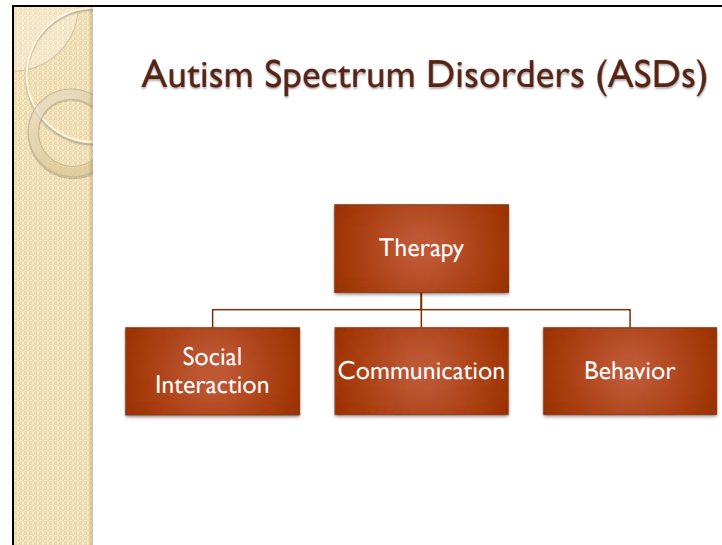 Autism Spectrum Disorders (ASDs)
Therapy
Social
Interaction
Communication
Behavior